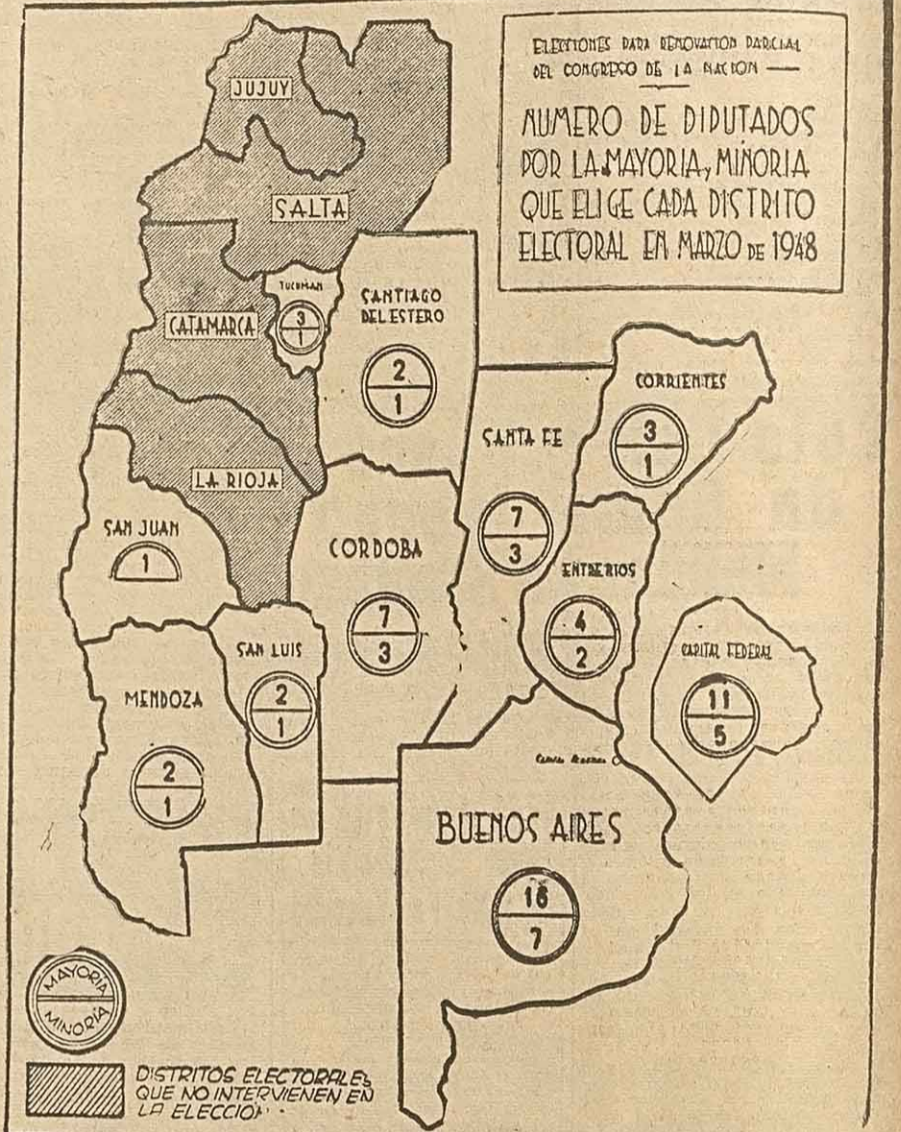 ELECCIONES PARA RENOVACION PARCIAL
DEL CONGRESO DE LA NACION —
NUMERO DE DIPUTADOS
POR LA MAYORIA y MINORIA
QUE ELIGE CADA DISTRITO
ELECTORAL EN MARZO DE 1948
JUJUY
SALTA
TUCUMAN
3
1
SANTIAGO
DEL ESTERO
2
1
CATAMARCA
CORRIENTES
3
1
SANTA FE
7
3
LA RIOJA
SAN JUAN
1
CORDOBA
7
3
ENTRE RIOS
4
2
SAN LUIS
2
1
CAPITAL FEDERAL
11
5
MENDOZA
2
1
BUENOS AIRES
16
7
MAYORIA
MINORÍA
DISTRITOS ELECTORALES
QUE NO INTERVIENEN EN
LA ELECCIÓN.